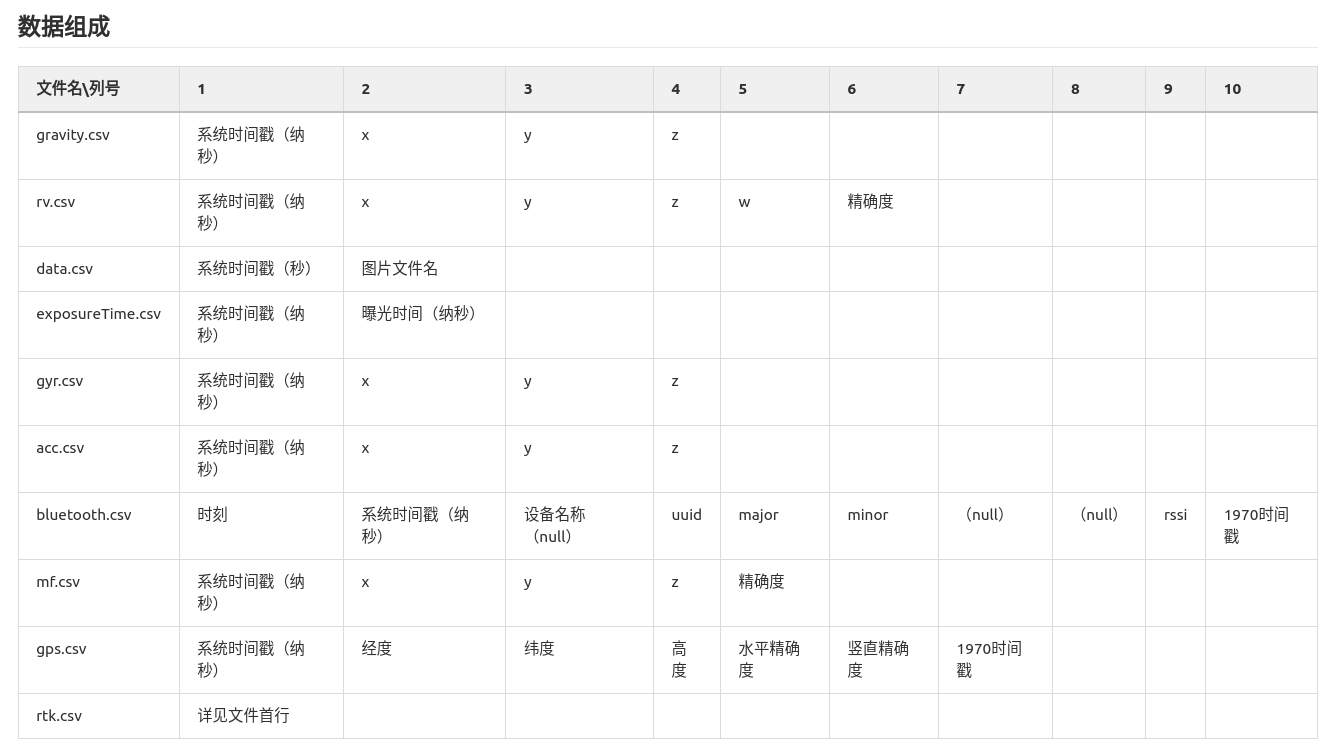 数据组成
文件名\列号 1 2 3 4 5 6 7 8 9 10
gravity.csv 系统时间戳（纳秒） x y z
rv.csv 系统时间戳（纳秒） x y z w 精确度
data.csv 系统时间戳（秒） 图片文件名
exposureTime.csv 系统时间戳（纳秒） 曝光时间（纳秒）
gyr.csv 系统时间戳（纳秒） x y z
acc.csv 系统时间戳（纳秒） x y z
bluetooth.csv 时刻 系统时间戳（纳秒） 设备名称（null） uuid major minor （null） （null） rssi 1970时间戳
mf.csv 系统时间戳（纳秒） x y z 精确度
gps.csv 系统时间戳（纳秒） 经度 纬度 高度 水平精确度 竖直精确度 1970时间戳
rtk.csv 详见文件首行